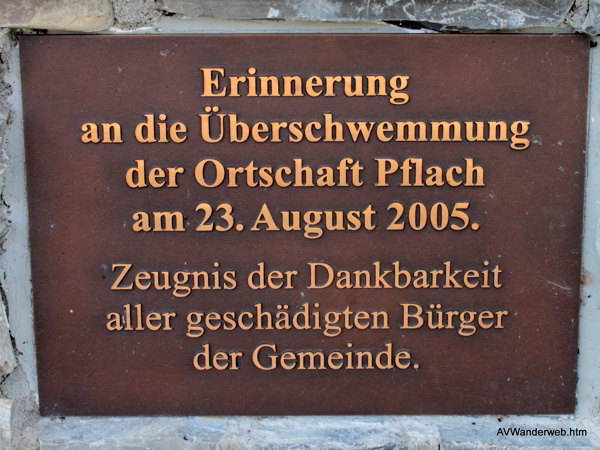 Erinnerung
an die Überschwemmung
der Ortschaft Pflach
am 23. August 2005.
Zeugnis der Dankbarkeit
aller geschädigten Bürger
der Gemeinde.
AVWanderweb.htm